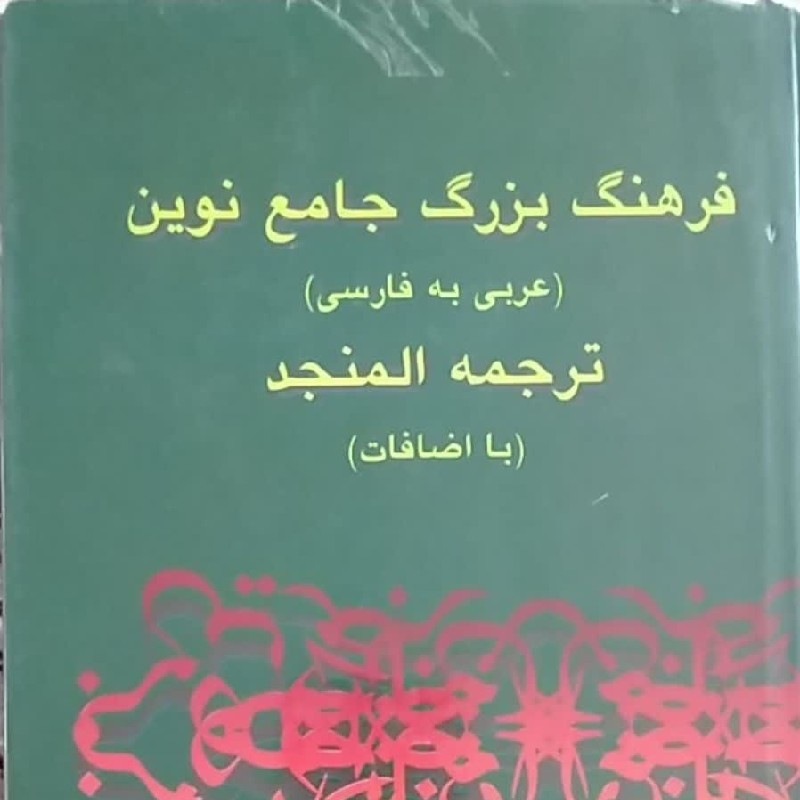 فرهنگ بزرگ جامع نوین
(عربی به فارسی)
ترجمه المنجد
(با اضافات)